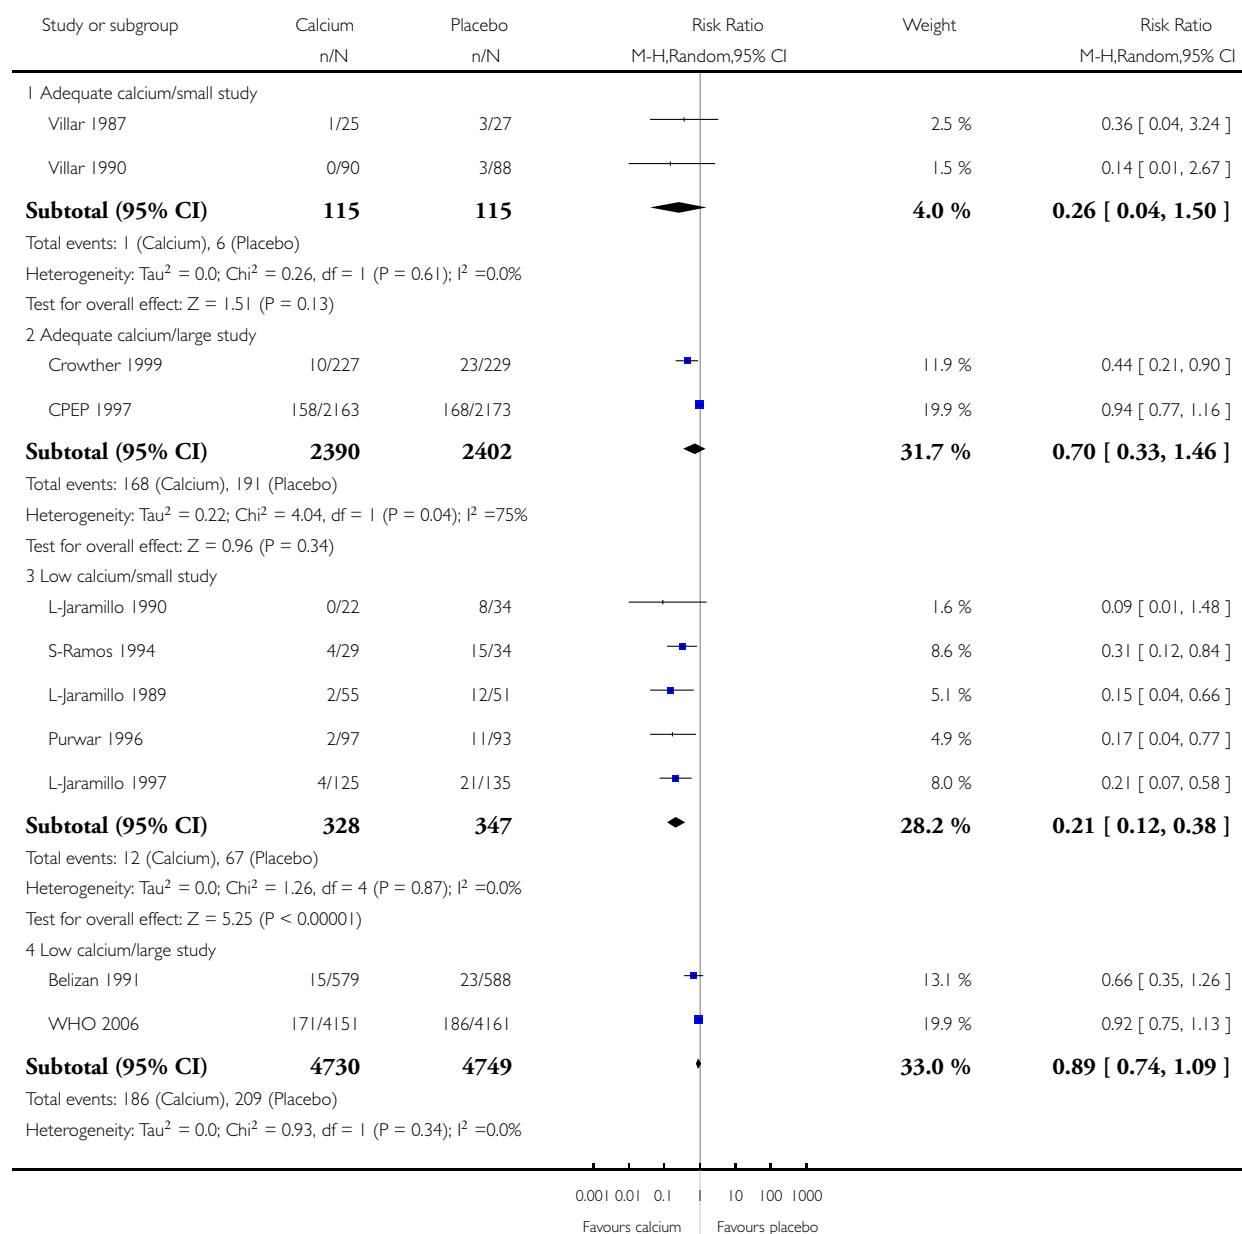 Study or subgroup Calcium Placebo Risk Ratio Weight Risk Ratio
n/N n/N M-H,Random,95% CI M-H,Random,95% CI
1 Adequate calcium/small study
Villar 1987 1/25 3/27 2.5 % 0.36 [ 0.04, 3.24 ]
Villar 1990 0/90 3/88 1.5 % 0.14 [ 0.01, 2.67 ]
Subtotal (95% CI) 115 115 4.0 % 0.26 [ 0.04, 1.50 ]
Total events: 1 (Calcium), 6 (Placebo)
Heterogeneity: Tau² = 0.0; Chi² = 0.26, df = 1 (P = 0.61); I² =0.0%
Test for overall effect: Z = 1.51 (P = 0.13)
2 Adequate calcium/large study
Crowther 1999 10/227 23/229 11.9 % 0.44 [ 0.21, 0.90 ]
CPEP 1997 158/2163 168/2173 19.9 % 0.94 [ 0.77, 1.16 ]
Subtotal (95% CI) 2390 2402 31.7 % 0.70 [ 0.33, 1.46 ]
Total events: 168 (Calcium), 191 (Placebo)
Heterogeneity: Tau² = 0.22; Chi² = 4.04, df = 1 (P = 0.04); I² =75%
Test for overall effect: Z = 0.96 (P = 0.34)
3 Low calcium/small study
L-Jaramillo 1990 0/22 8/34 1.6 % 0.09 [ 0.01, 1.48 ]
S-Ramos 1994 4/29 15/34 8.6 % 0.31 [ 0.12, 0.84 ]
L-Jaramillo 1989 2/55 12/51 5.1 % 0.15 [ 0.04, 0.66 ]
Purwar 1996 2/97 11/93 4.9 % 0.17 [ 0.04, 0.77 ]
L-Jaramillo 1997 4/125 21/135 8.0 % 0.21 [ 0.07, 0.58 ]
Subtotal (95% CI) 328 347 28.2 % 0.21 [ 0.12, 0.38 ]
Total events: 12 (Calcium), 67 (Placebo)
Heterogeneity: Tau² = 0.0; Chi² = 1.26, df = 4 (P = 0.87); I² =0.0%
Test for overall effect: Z = 5.25 (P < 0.00001)
4 Low calcium/large study
Belizan 1991 15/579 23/588 13.1 % 0.66 [ 0.35, 1.26 ]
WHO 2006 171/4151 186/4161 19.9 % 0.92 [ 0.75, 1.13 ]
Subtotal (95% CI) 4730 4749 33.0 % 0.89 [ 0.74, 1.09 ]
Total events: 186 (Calcium), 209 (Placebo)
Heterogeneity: Tau² = 0.0; Chi² = 0.93, df = 1 (P = 0.34); I² =0.0%
0.001 0.01 0.1 1 10 100 1000
Favours calcium Favours placebo